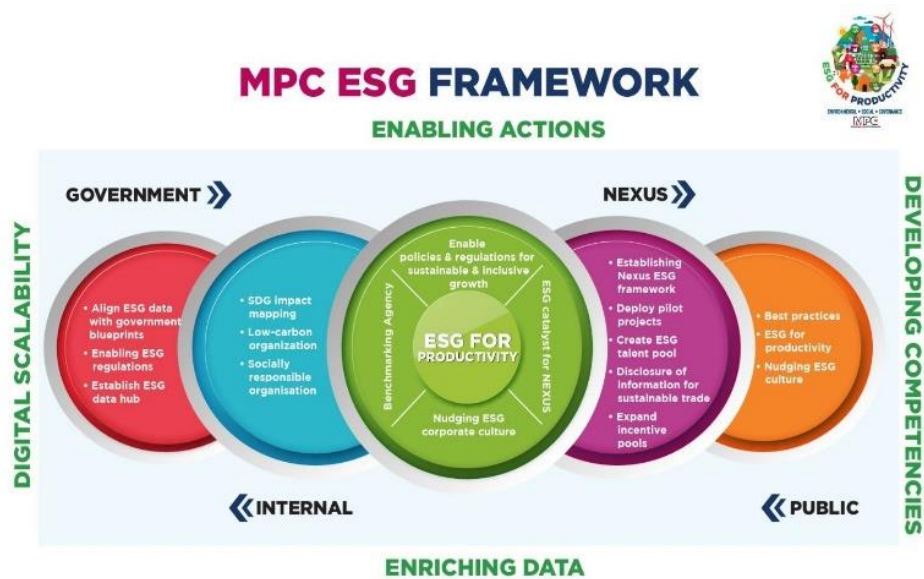 MPC ESG FRAMEWORK
ENABLING ACTIONS
ESG FOR PRODUCTIVITY
ENVIRONMENTAL • SOCIAL • GOVERNANCE
MPC
DIGITAL SCALABILITY
DEVELOPING COMPETENCIES
GOVERNMENT
NEXUS
• Align ESG data
with government
blueprints
• Enabling ESG
regulations
• Establish ESG
data hub
• SDG impact
mapping
• Low-carbon
organization
• Socially
responsible
organisation
Enable
policies & regulations for
sustainable & inclusive
growth
Benchmarking Agency
ESG FOR
PRODUCTIVITY
ESG catalyst for NEXUS
Nudging ESG
corporate culture
• Establishing
Nexus ESG
framework
• Deploy pilot
projects
• Create ESG
talent pool
• Disclosure of
information for
sustainable trade
• Expand
incentive
pools
• Best practices
• ESG for
productivity
• Nudging ESG
culture
INTERNAL
PUBLIC
ENRICHING DATA